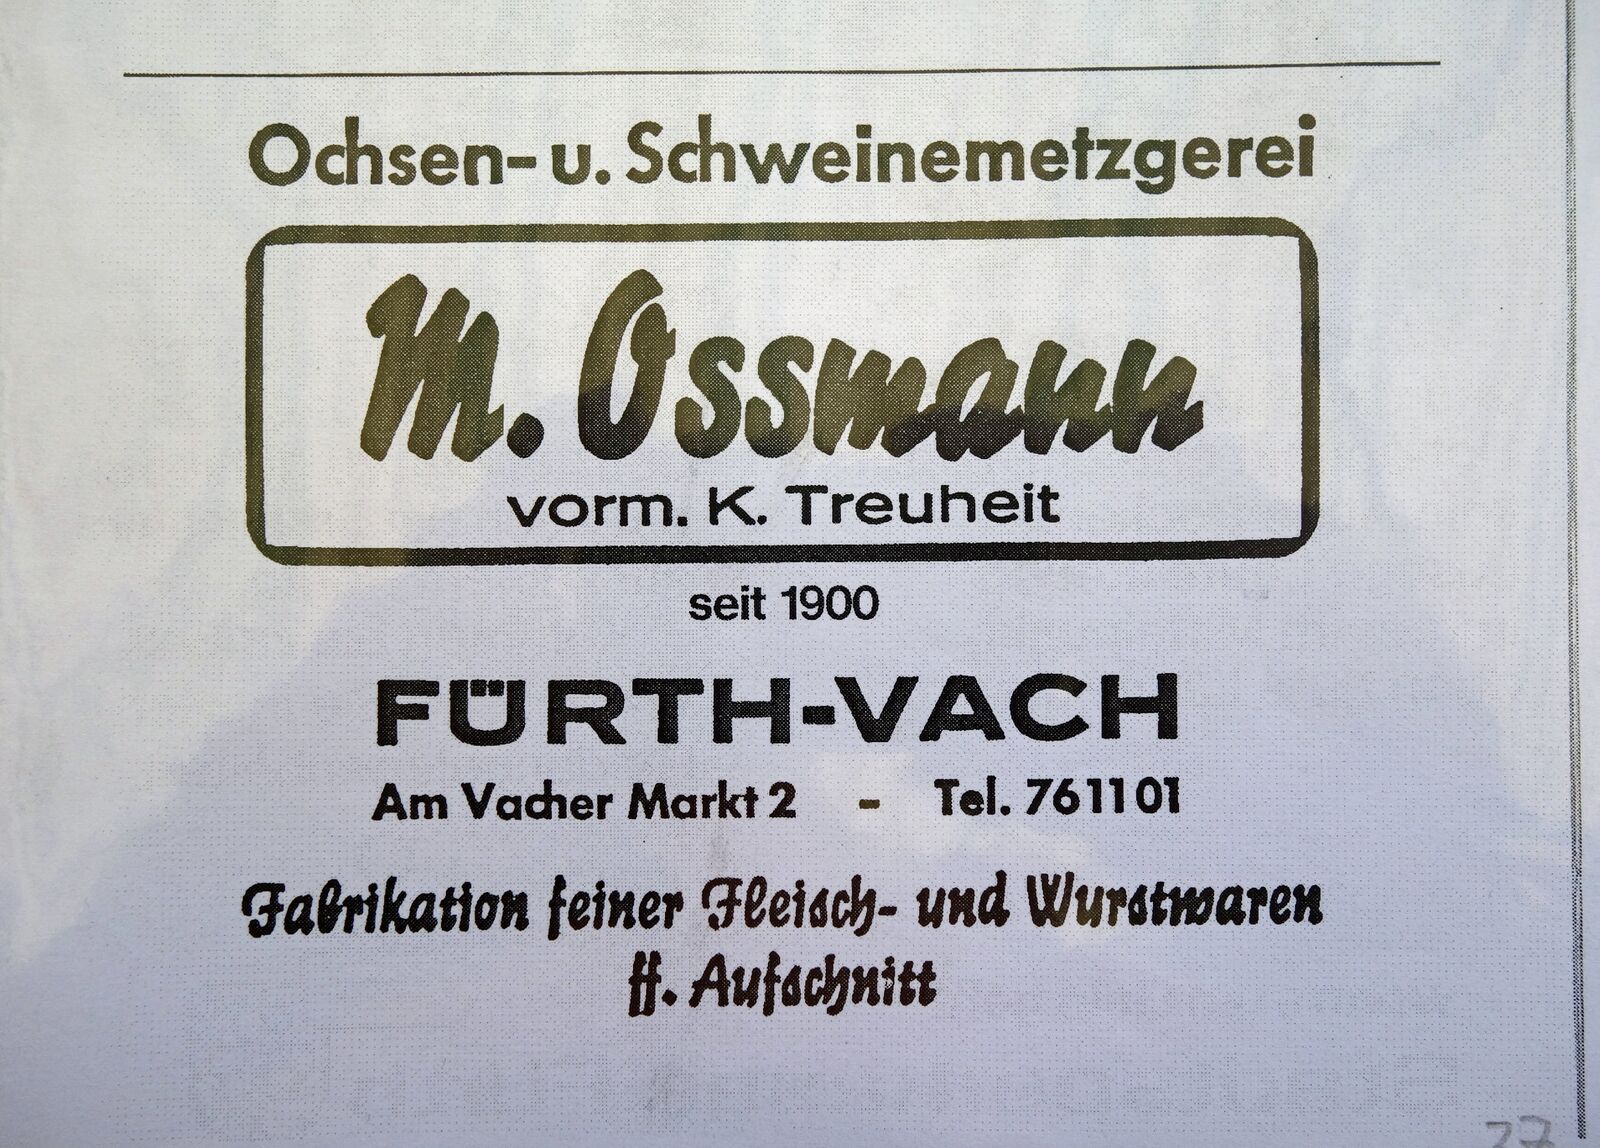 Ochsen- u. Schweinemetzgerei
M. Ossmann
vorm. K. Treuheit
seit 1900
FÜRTH-VACH
Am Vacher Markt 2 - Tel. 761101
Fabrikation feiner Fleisch- und Wurstwaren
ff. Aufschnitt